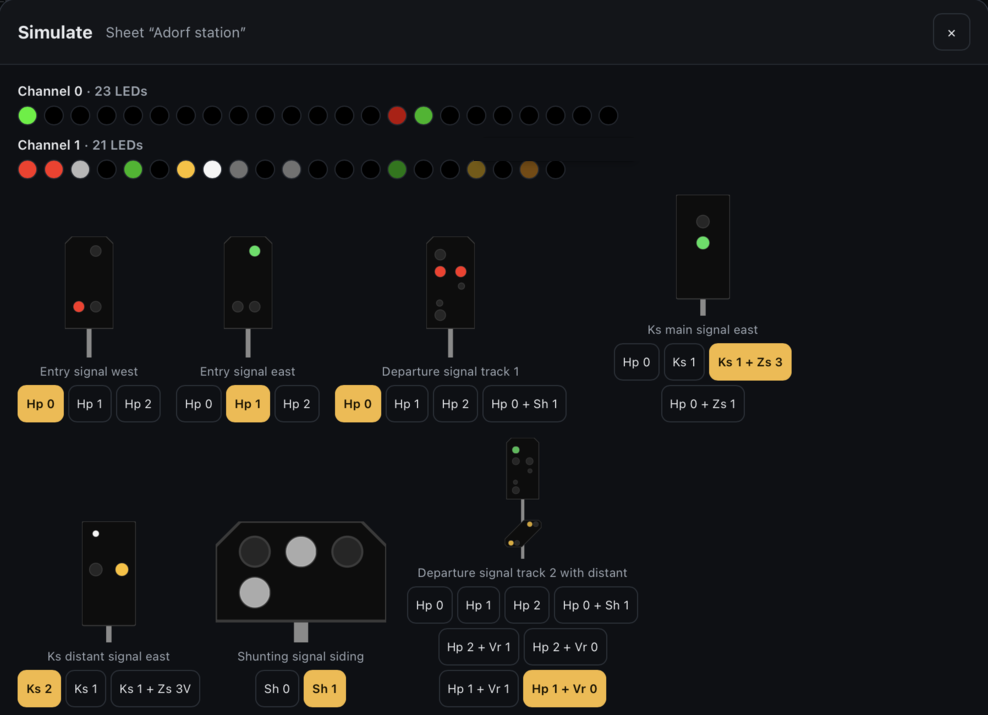 Simulate Sheet “Adorf station” ×
Channel 0 · 23 LEDs
Channel 1 · 21 LEDs
Entry signal west
Hp 0 Hp 1 Hp 2
Entry signal east
Hp 0 Hp 1 Hp 2
Departure signal track 1
Hp 0 Hp 1 Hp 2 Hp 0 + Sh 1
Ks main signal east
Hp 0 Ks 1 Ks 1 + Zs 3
Hp 0 + Zs 1
Ks distant signal east
Ks 2 Ks 1 Ks 1 + Zs 3V
Shunting signal siding
Sh 0 Sh 1
Departure signal track 2 with distant
Hp 0 Hp 1 Hp 2 Hp 0 + Sh 1
Hp 2 + Vr 1 Hp 2 + Vr 0
Hp 1 + Vr 1 Hp 1 + Vr 0